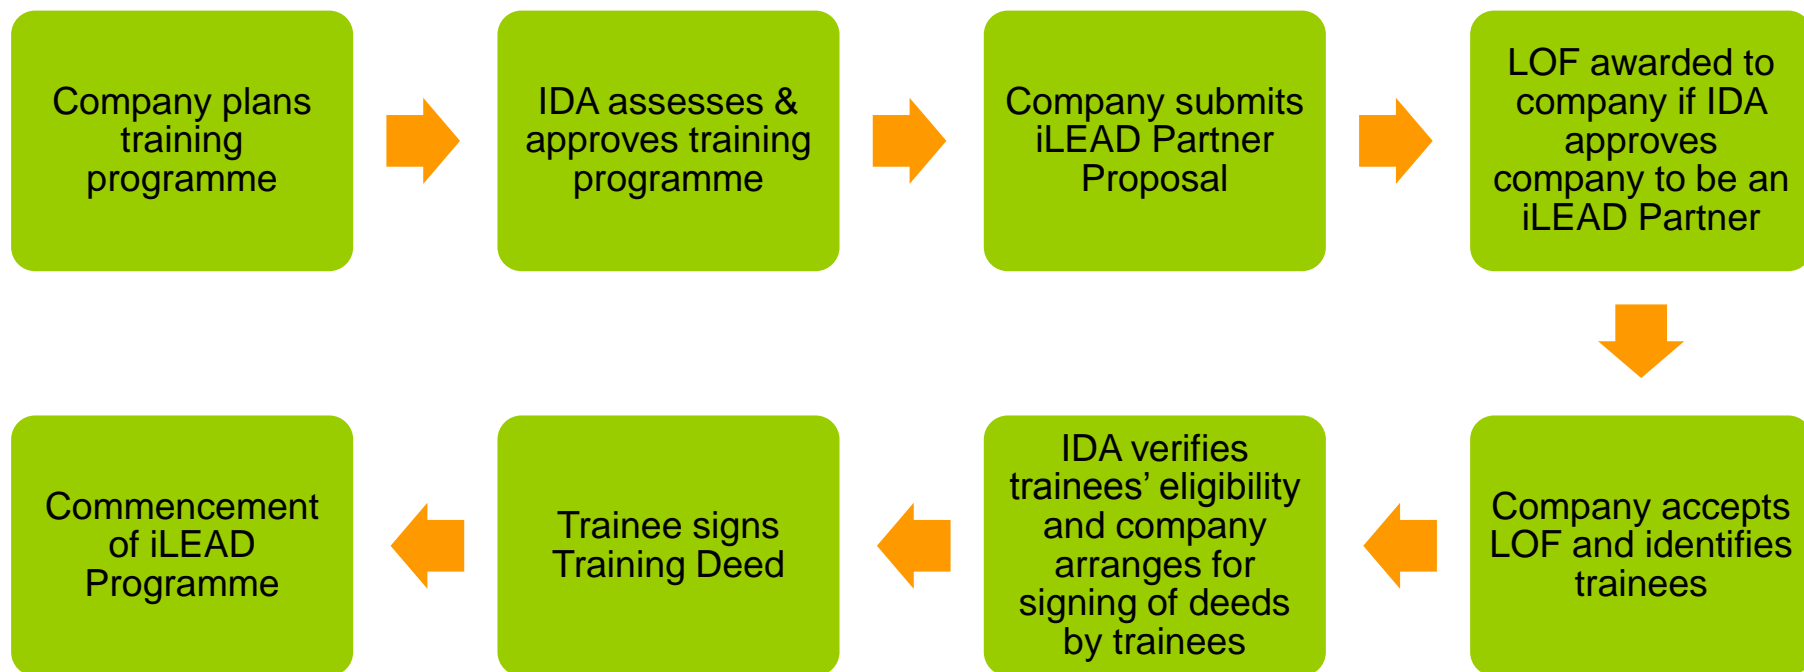 Company plans
training
programme
IDA assesses &
approves training
programme
Company submits
iLEAD Partner
Proposal
LOF awarded to
company if IDA
approves
company to be an
iLEAD Partner
Company accepts
LOF and identifies
trainees
IDA verifies
trainees’ eligibility
and company
arranges for
signing of deeds
by trainees
Trainee signs
Training Deed
Commencement
of iLEAD
Programme